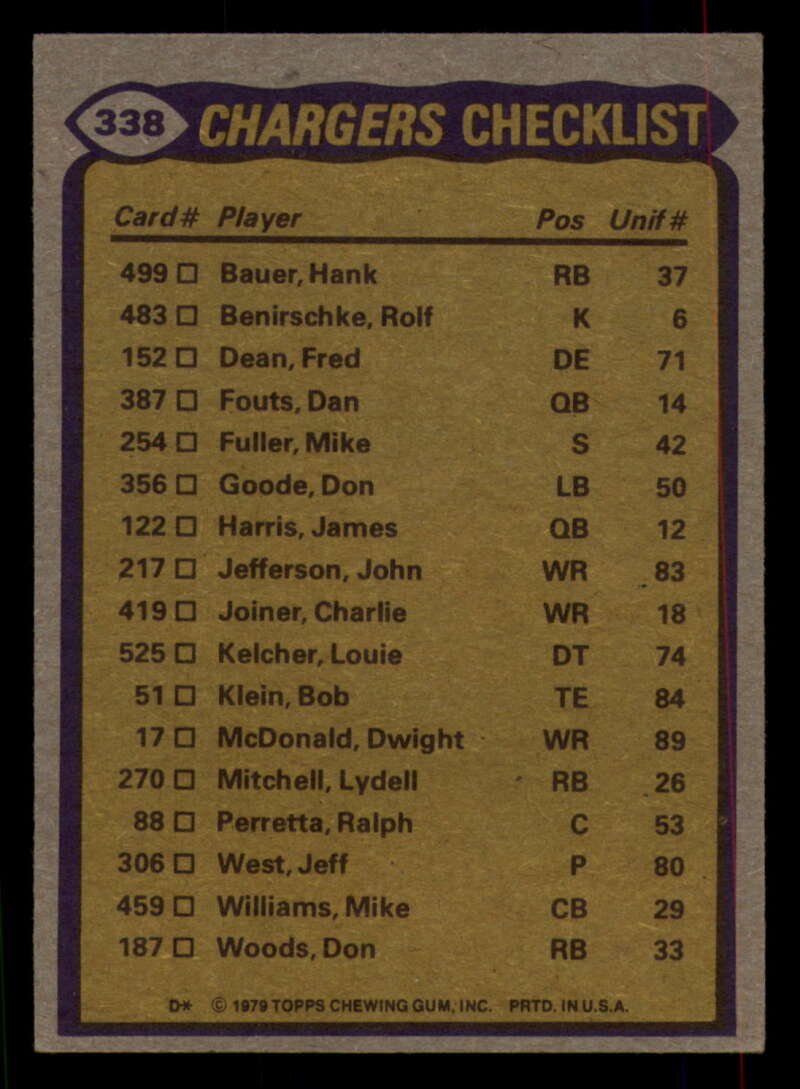 338 CHARGERS CHECKLIST
Card# Player Pos Unif#
499 □ Bauer, Hank RB 37
483 □ Benirschke, Rolf K 6
152 □ Dean, Fred DE 71
387 □ Fouts, Dan QB 14
254 □ Fuller, Mike S 42
356 □ Goode, Don LB 50
122 □ Harris, James QB 12
217 □ Jefferson, John WR 83
419 □ Joiner, Charlie WR 18
525 □ Kelcher, Louie DT 74
51 □ Klein, Bob TE 84
17 □ McDonald, Dwight WR 89
270 □ Mitchell, Lydell RB 26
88 □ Perretta, Ralph C 53
306 □ West, Jeff P 80
459 □ Williams, Mike CB 29
187 □ Woods, Don RB 33
D* © 1979 TOPPS CHEWING GUM, INC. PRTD. IN U.S.A.